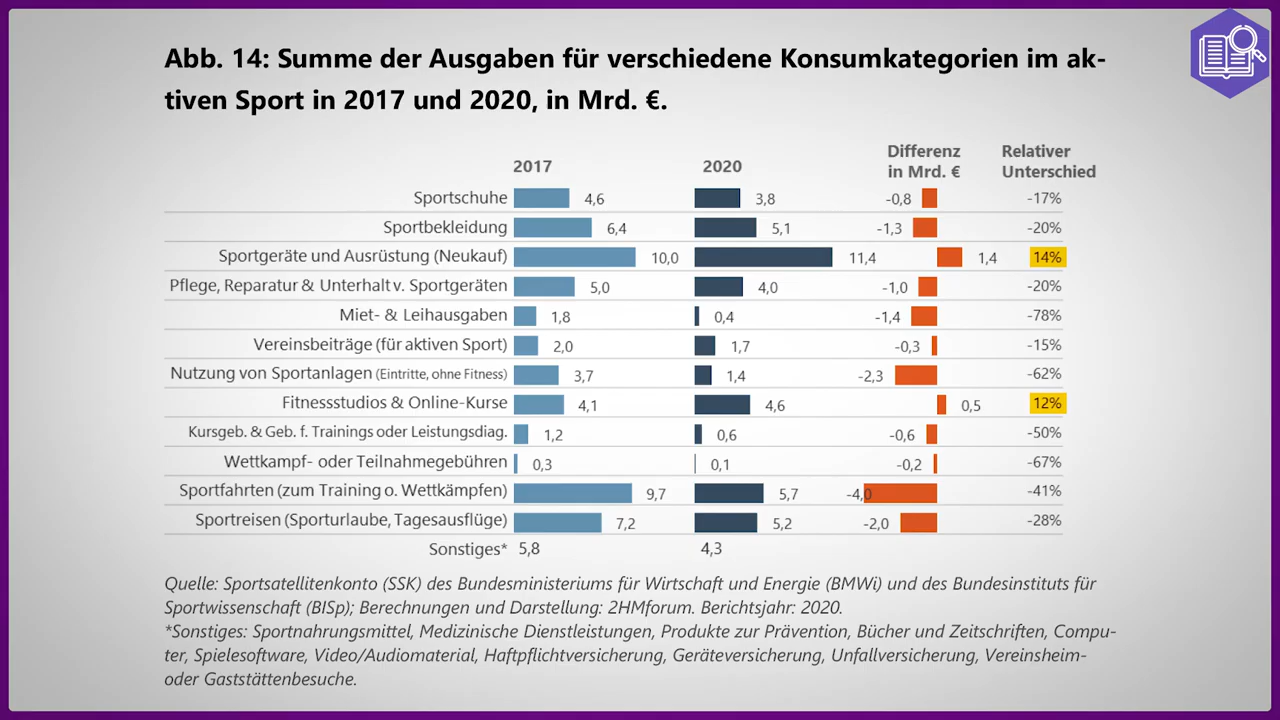 Abb. 14: Summe der Ausgaben für verschiedene Konsumkategorien im ak-
tiven Sport in 2017 und 2020, in Mrd. €.
2017 2020 Differenz in Mrd. € Relativer Unterschied
Sportschuhe 4,6 3,8 -0,8 -17%
Sportbekleidung 6,4 5,1 -1,3 -20%
Sportgeräte und Ausrüstung (Neukauf) 10,0 11,4 1,4 14%
Pflege, Reparatur & Unterhalt v. Sportgeräten 5,0 4,0 -1,0 -20%
Miet- & Leihausgaben 1,8 0,4 -1,4 -78%
Vereinsbeiträge (für aktiven Sport) 2,0 1,7 -0,3 -15%
Nutzung von Sportanlagen (Eintritte, ohne Fitness) 3,7 1,4 -2,3 -62%
Fitnessstudios & Online-Kurse 4,1 4,6 0,5 12%
Kursgeb. & Geb. f. Trainings oder Leistungsdiag. 1,2 0,6 -0,6 -50%
Wettkampf- oder Teilnahmegebühren 0,3 0,1 -0,2 -67%
Sportfahrten (zum Training o. Wettkämpfen) 9,7 5,7 -4,0 -41%
Sportreisen (Sporturlaube, Tagesausflüge) 7,2 5,2 -2,0 -28%
Sonstiges* 5,8 4,3
Quelle: Sportsatellitenkonto (SSK) des Bundesministeriums für Wirtschaft und Energie (BMWi) und des Bundesinstituts für
Sportwissenschaft (BISp); Berechnungen und Darstellung: 2HMforum. Berichtsjahr: 2020.
*Sonstiges: Sportnahrungsmittel, Medizinische Dienstleistungen, Produkte zur Prävention, Bücher und Zeitschriften, Compu-
ter, Spielesoftware, Video/Audiomaterial, Haftpflichtversicherung, Geräteversicherung, Unfallversicherung, Vereinsheim-
oder Gaststättenbesuche.